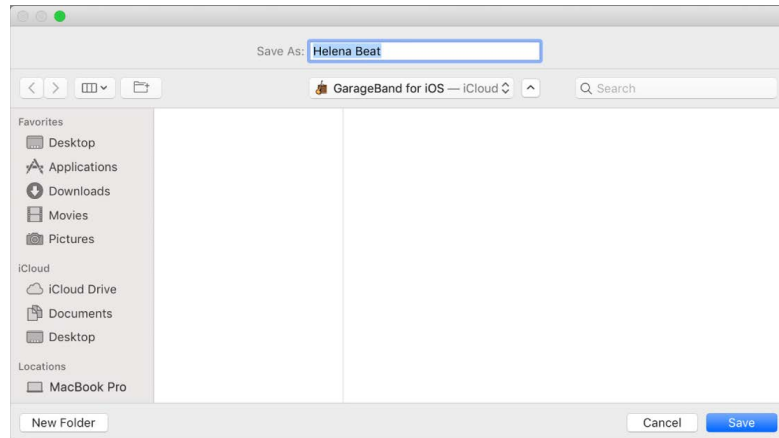 Save As: Helena Beat
GarageBand for iOS — iCloud
Search
Favorites
Desktop
Applications
Downloads
Movies
Pictures
iCloud
iCloud Drive
Documents
Desktop
Locations
MacBook Pro
New Folder
Cancel
Save